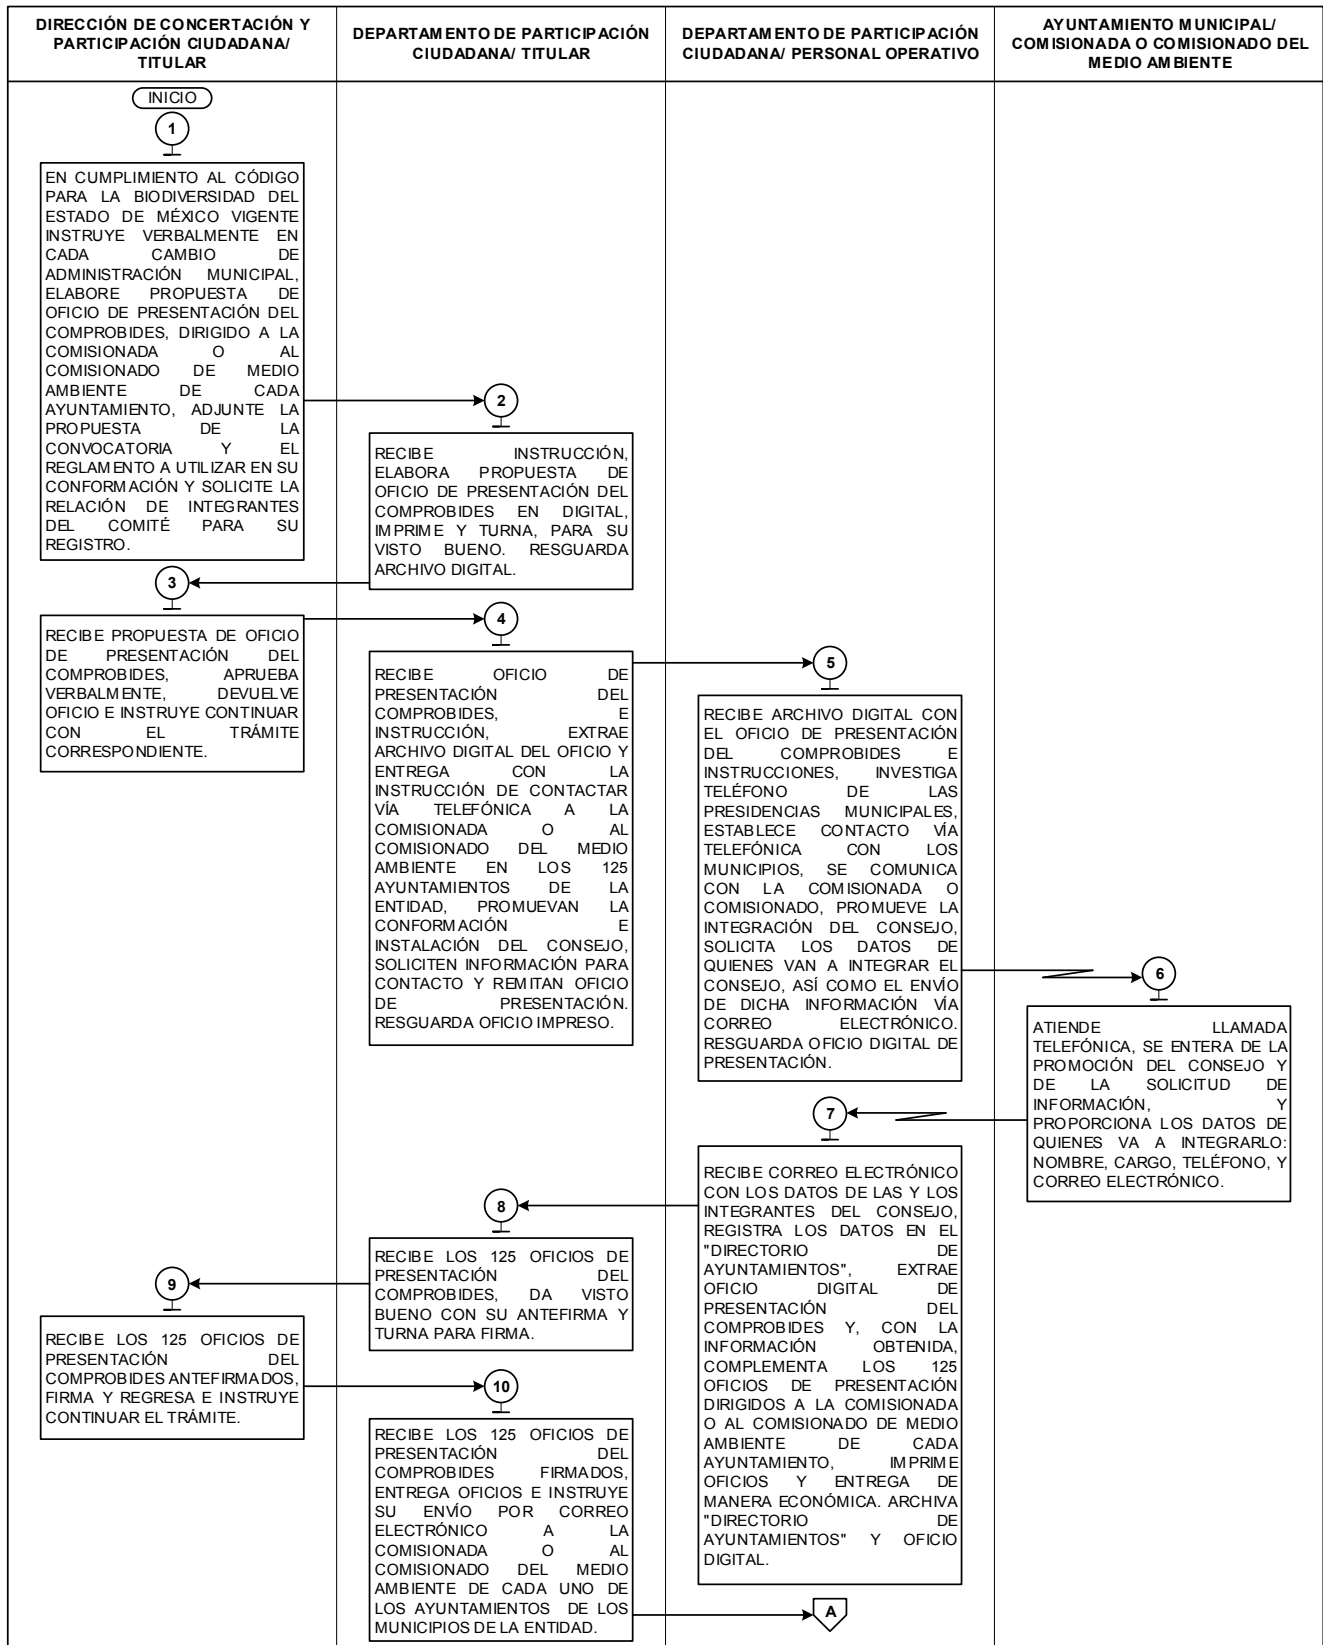 DIRECCIÓN DE CONCERTACIÓN Y
PARTICIPACIÓN CIUDADANA/
TITULAR
DEPARTAMENTO DE PARTICIPACIÓN
CIUDADANA/ TITULAR
DEPARTAMENTO DE PARTICIPACIÓN
CIUDADANA/ PERSONAL OPERATIVO
AYUNTAMIENTO MUNICIPAL/
COMISIONADA O COMISIONADO DEL
MEDIO AMBIENTE
INICIO
1
EN CUMPLIMIENTO AL CÓDIGO
PARA LA BIODIVERSIDAD DEL
ESTADO DE MÉXICO VIGENTE
INSTRUYE VERBALMENTE EN
CADA CAMBIO DE
ADMINISTRACIÓN MUNICIPAL,
ELABORE PROPUESTA DE
OFICIO DE PRESENTACIÓN DEL
COMPROBIDES, DIRIGIDO A LA
COMISIONADA O AL
COMISIONADO DE MEDIO
AMBIENTE DE CADA
AYUNTAMIENTO, ADJUNTE LA
PROPUESTA DE LA
CONVOCATORIA Y EL
REGLAMENTO A UTILIZAR EN SU
CONFORMACIÓN Y SOLICITE LA
RELACIÓN DE INTEGRANTES
DEL COMITÉ PARA SU
REGISTRO.
2
RECIBE INSTRUCCIÓN,
ELABORA PROPUESTA DE
OFICIO DE PRESENTACIÓN DEL
COMPROBIDES EN DIGITAL,
IMPRIME Y TURNA, PARA SU
VISTO BUENO. RESGUARDA
ARCHIVO DIGITAL.
3
RECIBE PROPUESTA DE OFICIO
DE PRESENTACIÓN DEL
COMPROBIDES, APRUEBA
VERBALMENTE, DEVUELVE
OFICIO E INSTRUYE CONTINUAR
CON EL TRÁMITE
CORRESPONDIENTE.
4
RECIBE OFICIO DE
PRESENTACIÓN DEL
COMPROBIDES, E
INSTRUCCIÓN, EXTRAE
ARCHIVO DIGITAL DEL OFICIO Y
ENTREGA CON LA
INSTRUCCIÓN DE CONTACTAR
VÍA TELEFÓNICA A LA
COMISIONADA O AL
COMISIONADO DEL MEDIO
AMBIENTE EN LOS 125
AYUNTAMIENTOS DE LA
ENTIDAD, PROMUEVAN LA
CONFORMACIÓN E
INSTALACIÓN DEL CONSEJO,
SOLICITEN INFORMACIÓN PARA
CONTACTO Y REMITAN OFICIO
DE PRESENTACIÓN.
RESGUARDA OFICIO IMPRESO.
5
RECIBE ARCHIVO DIGITAL CON
EL OFICIO DE PRESENTACIÓN
DEL COMPROBIDES E
INSTRUCCIONES, INVESTIGA
TELÉFONO DE LAS
PRESIDENCIAS MUNICIPALES,
ESTABLECE CONTACTO VÍA
TELEFÓNICA CON LOS
MUNICIPIOS, SE COMUNICA
CON LA COMISIONADA O
COMISIONADO, PROMUEVE LA
INTEGRACIÓN DEL CONSEJO,
SOLICITA LOS DATOS DE
QUIENES VAN A INTEGRAR EL
CONSEJO, ASÍ COMO EL ENVÍO
DE DICHA INFORMACIÓN VÍA
CORREO ELECTRÓNICO.
RESGUARDA OFICIO DIGITAL DE
PRESENTACIÓN.
6
ATIENDE LLAMADA
TELEFÓNICA, SE ENTERA DE LA
PROMOCIÓN DEL CONSEJO Y
DE LA SOLICITUD DE
INFORMACIÓN, Y
PROPORCIONA LOS DATOS DE
QUIENES VA A INTEGRARLO:
NOMBRE, CARGO, TELÉFONO, Y
CORREO ELECTRÓNICO.
7
RECIBE CORREO ELECTRÓNICO
CON LOS DATOS DE LAS Y LOS
INTEGRANTES DEL CONSEJO,
REGISTRA LOS DATOS EN EL
"DIRECTORIO DE
AYUNTAMIENTOS", EXTRAE
OFICIO DIGITAL DE
PRESENTACIÓN DEL
COMPROBIDES Y, CON LA
INFORMACIÓN OBTENIDA,
COMPLEMENTA LOS 125
OFICIOS DE PRESENTACIÓN
DIRIGIDOS A LA COMISIONADA
O AL COMISIONADO DE MEDIO
AMBIENTE DE CADA
AYUNTAMIENTO, IMPRIME
OFICIOS Y ENTREGA DE
MANERA ECONÓMICA. ARCHIVA
"DIRECTORIO DE
AYUNTAMIENTOS" Y OFICIO
DIGITAL.
8
RECIBE LOS 125 OFICIOS DE
PRESENTACIÓN DEL
COMPROBIDES, DA VISTO
BUENO CON SU ANTEFIRMA Y
TURNA PARA FIRMA.
9
RECIBE LOS 125 OFICIOS DE
PRESENTACIÓN DEL
COMPROBIDES ANTEFIRMADOS,
FIRMA Y REGRESA E INSTRUYE
CONTINUAR EL TRÁMITE.
10
RECIBE LOS 125 OFICIOS DE
PRESENTACIÓN DEL
COMPROBIDES FIRMADOS,
ENTREGA OFICIOS E INSTRUYE
SU ENVÍO POR CORREO
ELECTRÓNICO A LA
COMISIONADA O AL
COMISIONADO DEL MEDIO
AMBIENTE DE CADA UNO DE
LOS AYUNTAMIENTOS DE LOS
MUNICIPIOS DE LA ENTIDAD.
A